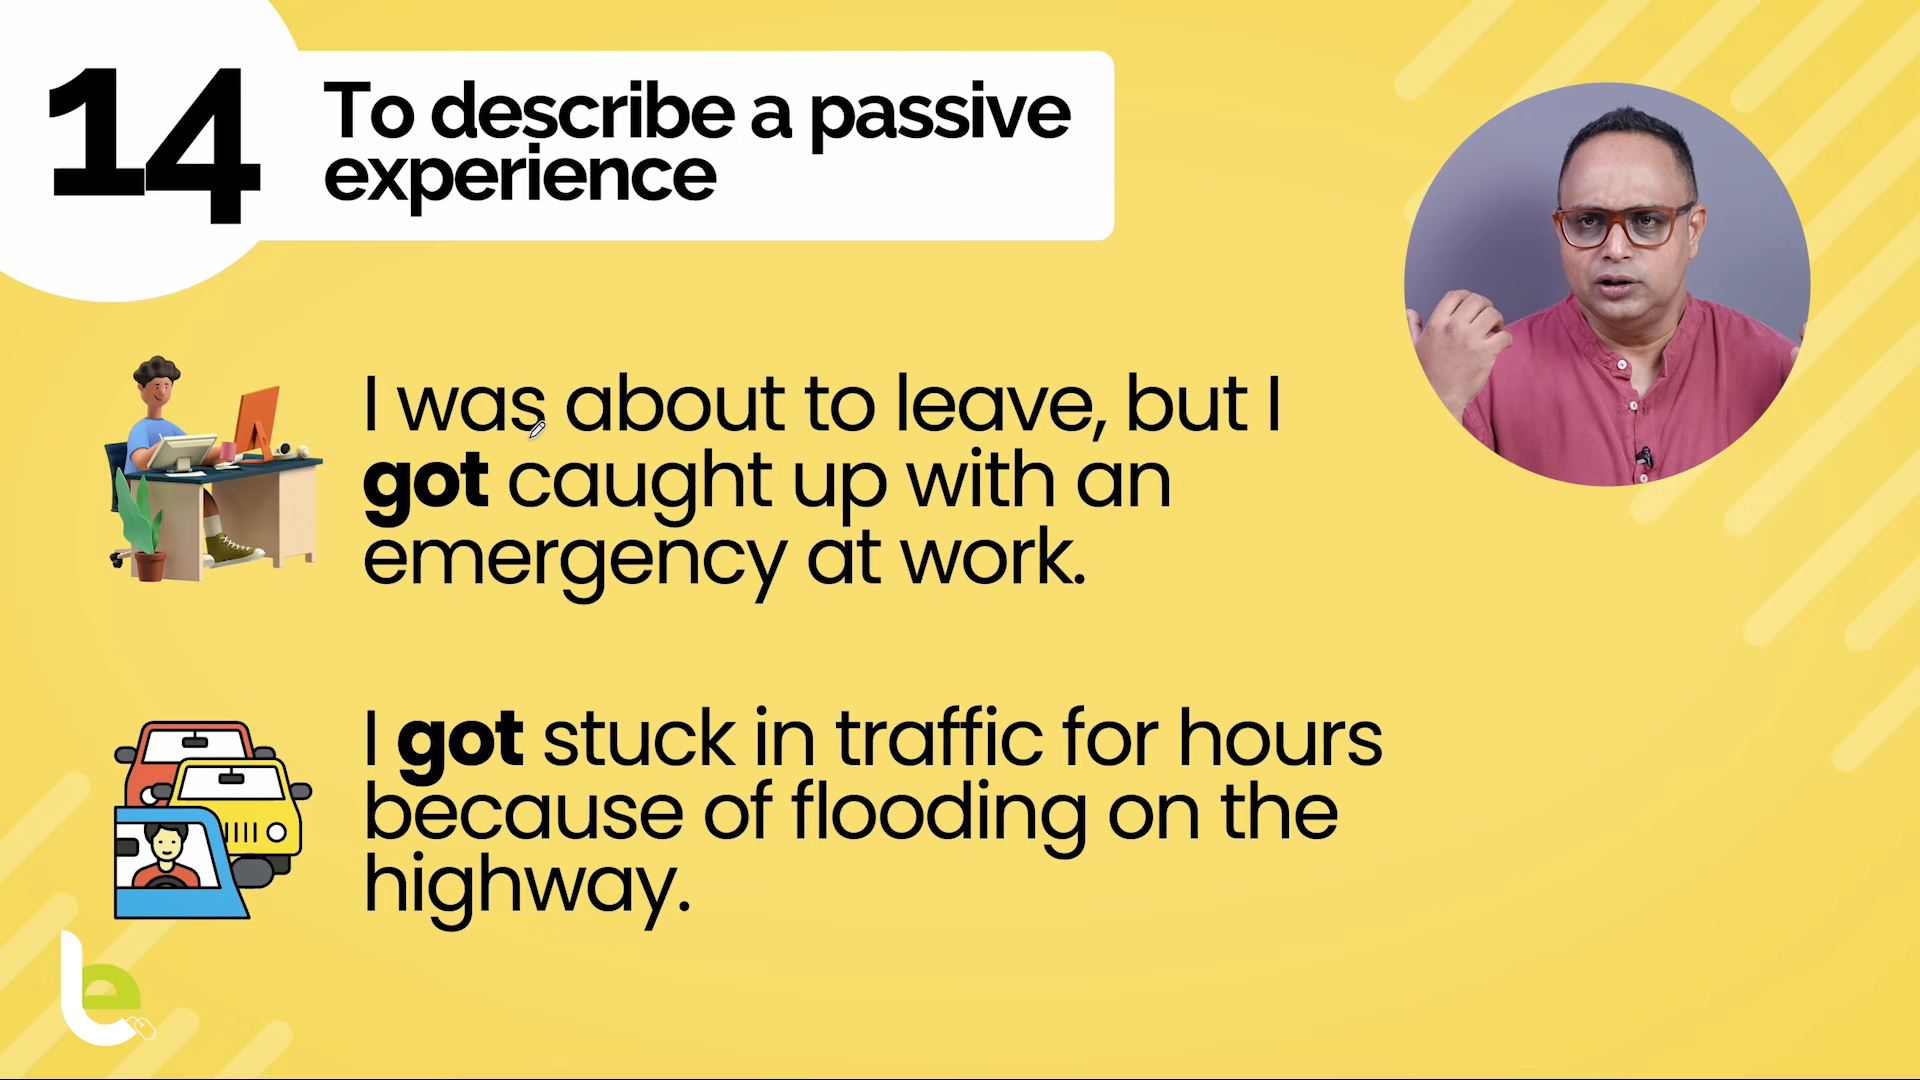 14
To describe a passive
experience
I was about to leave, but I
got caught up with an
emergency at work.
I got stuck in traffic for hours
because of flooding on the
highway.
le